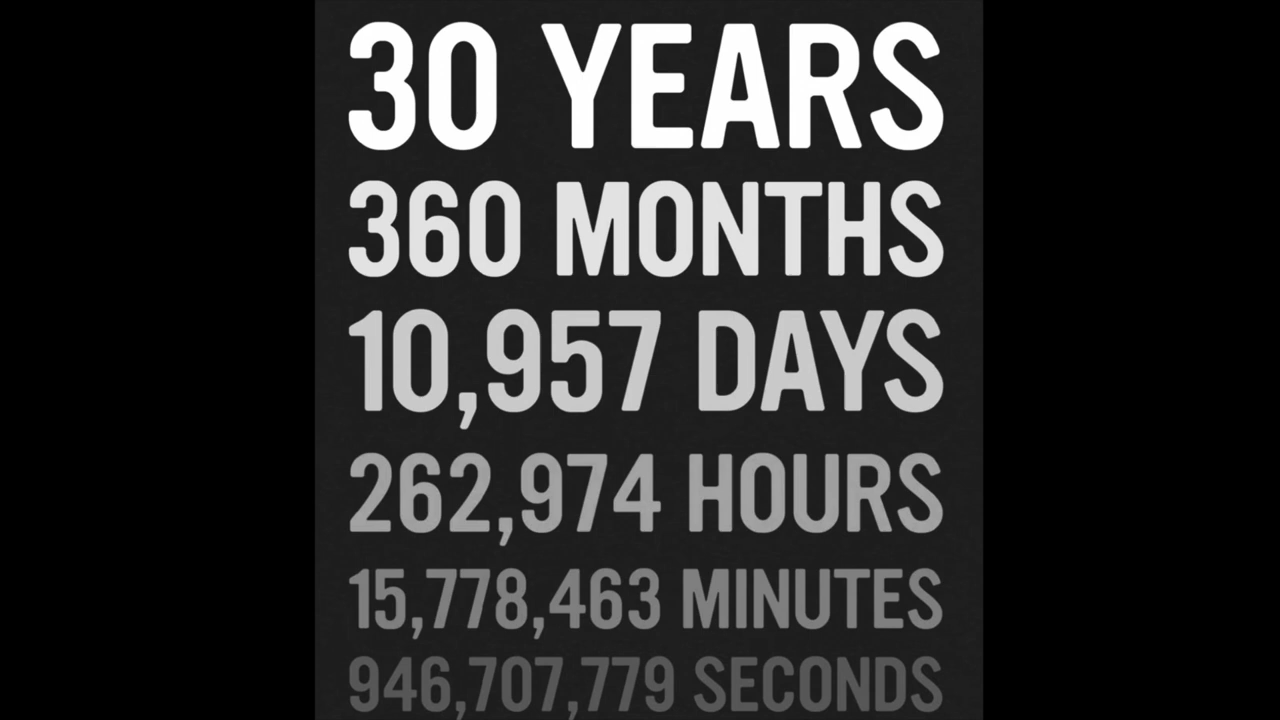 30 YEARS
360 MONTHS
10,957 DAYS
262,974 HOURS
15,778,463 MINUTES
946,707,779 SECONDS